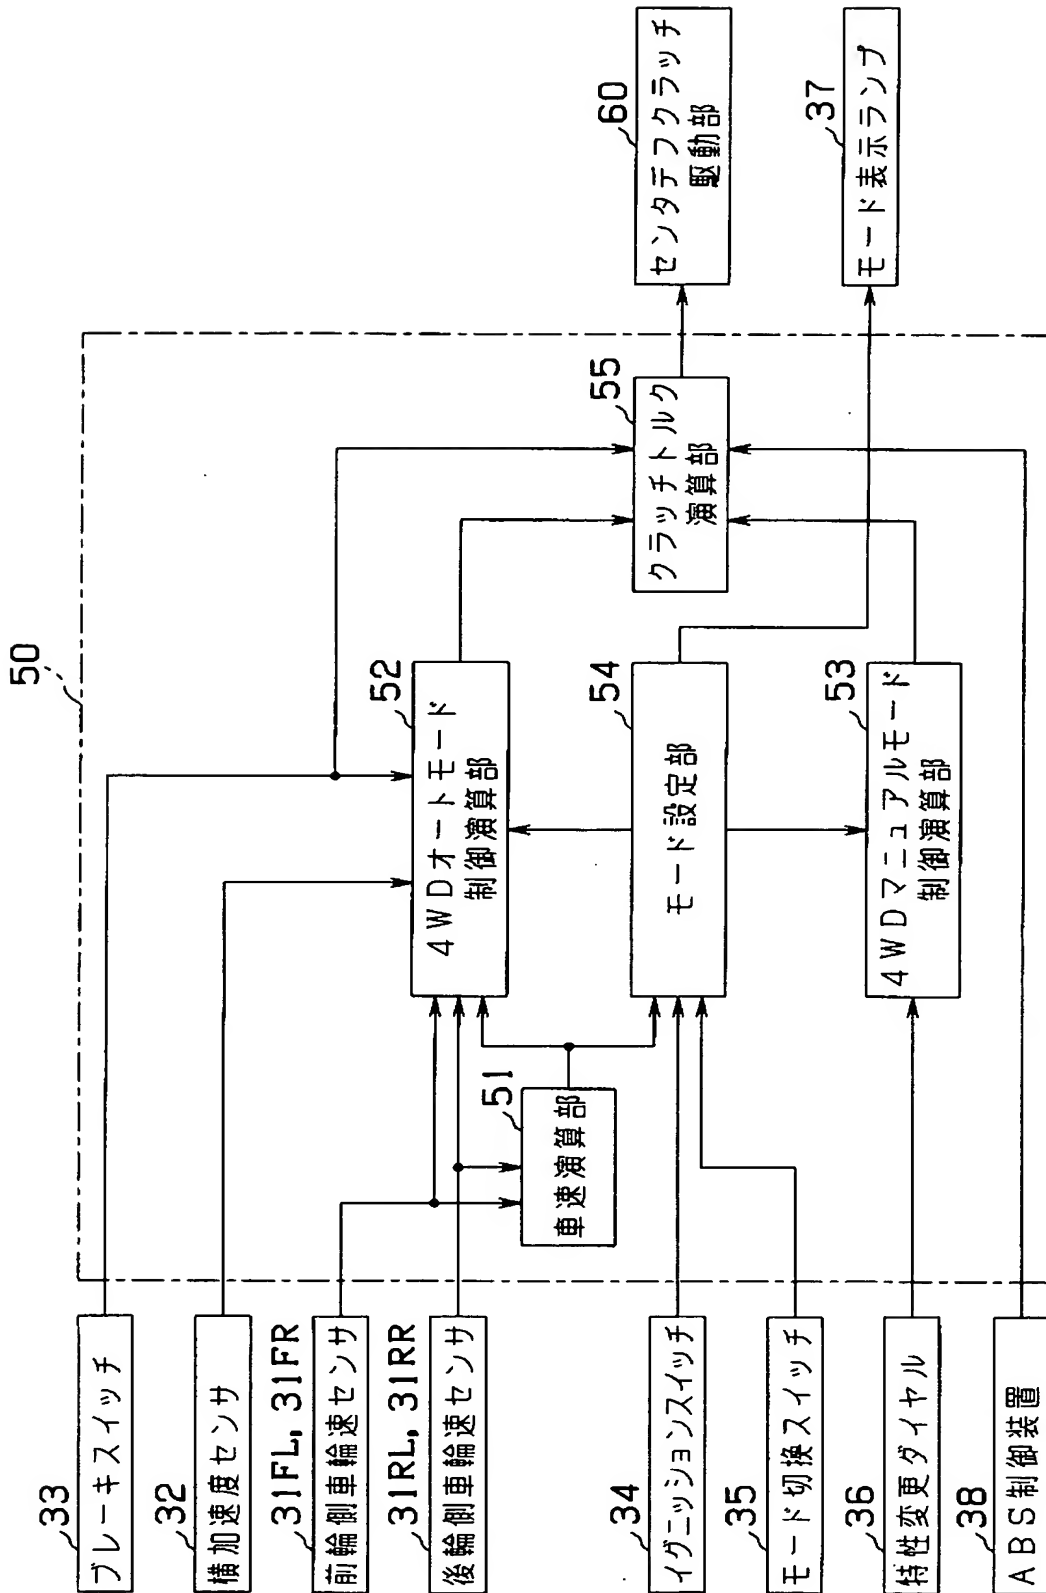 50
33
ブレーキスイッチ
32
横加速度センサ
31FL, 31FR
前輪側車輪速センサ
31RL, 31RR
後輪側車輪速センサ
34
イグニッションスイッチ
35
モード切換スイッチ
36
特性変更ダイヤル
38
ABS制御装置
51
車速演算部
52
4WDオートモード
制御演算部
54
モード設定部
53
4WDマニュアルモード
制御演算部
55
クラッチトルク
演算部
60
センタデフクラッチ
駆動部
37
モード表示ランプ